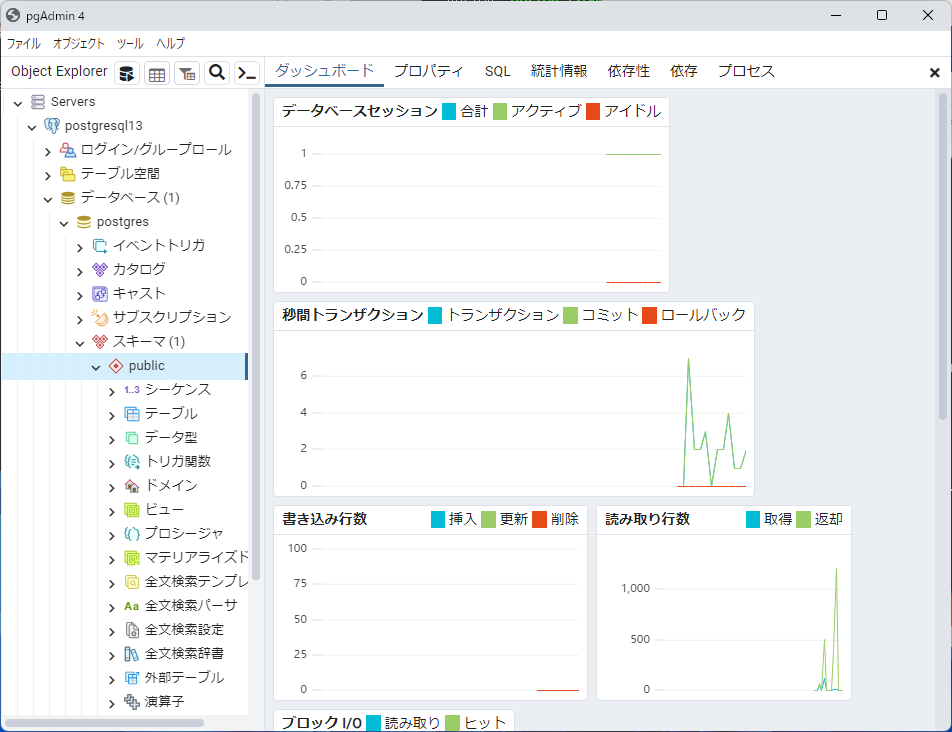 pgAdmin 4
ファイル オブジェクト ツール ヘルプ
Object Explorer
ダッシュボード プロパティ SQL 統計情報 依存性 依存 プロセス
Servers
postgresql13
ログイン/グループロール
テーブル空間
データベース (1)
postgres
イベントトリガ
カタログ
キャスト
サブスクリプション
スキーマ (1)
public
1..3 シーケンス
テーブル
データ型
トリガ関数
ドメイン
ビュー
プロシージャ
マテリアライズド
全文検索テンプレ
Aa 全文検索パーサ
全文検索設定
全文検索辞書
外部テーブル
演算子
データベースセッション 合計 アクティブ アイドル
1
0.75
0.5
0.25
0
秒間トランザクション トランザクション コミット ロールバック
6
4
2
0
書き込み行数 挿入 更新 削除
100
75
50
25
0
読み取り行数 取得 返却
1,000
500
0
ブロック I/O 読み取り ヒット